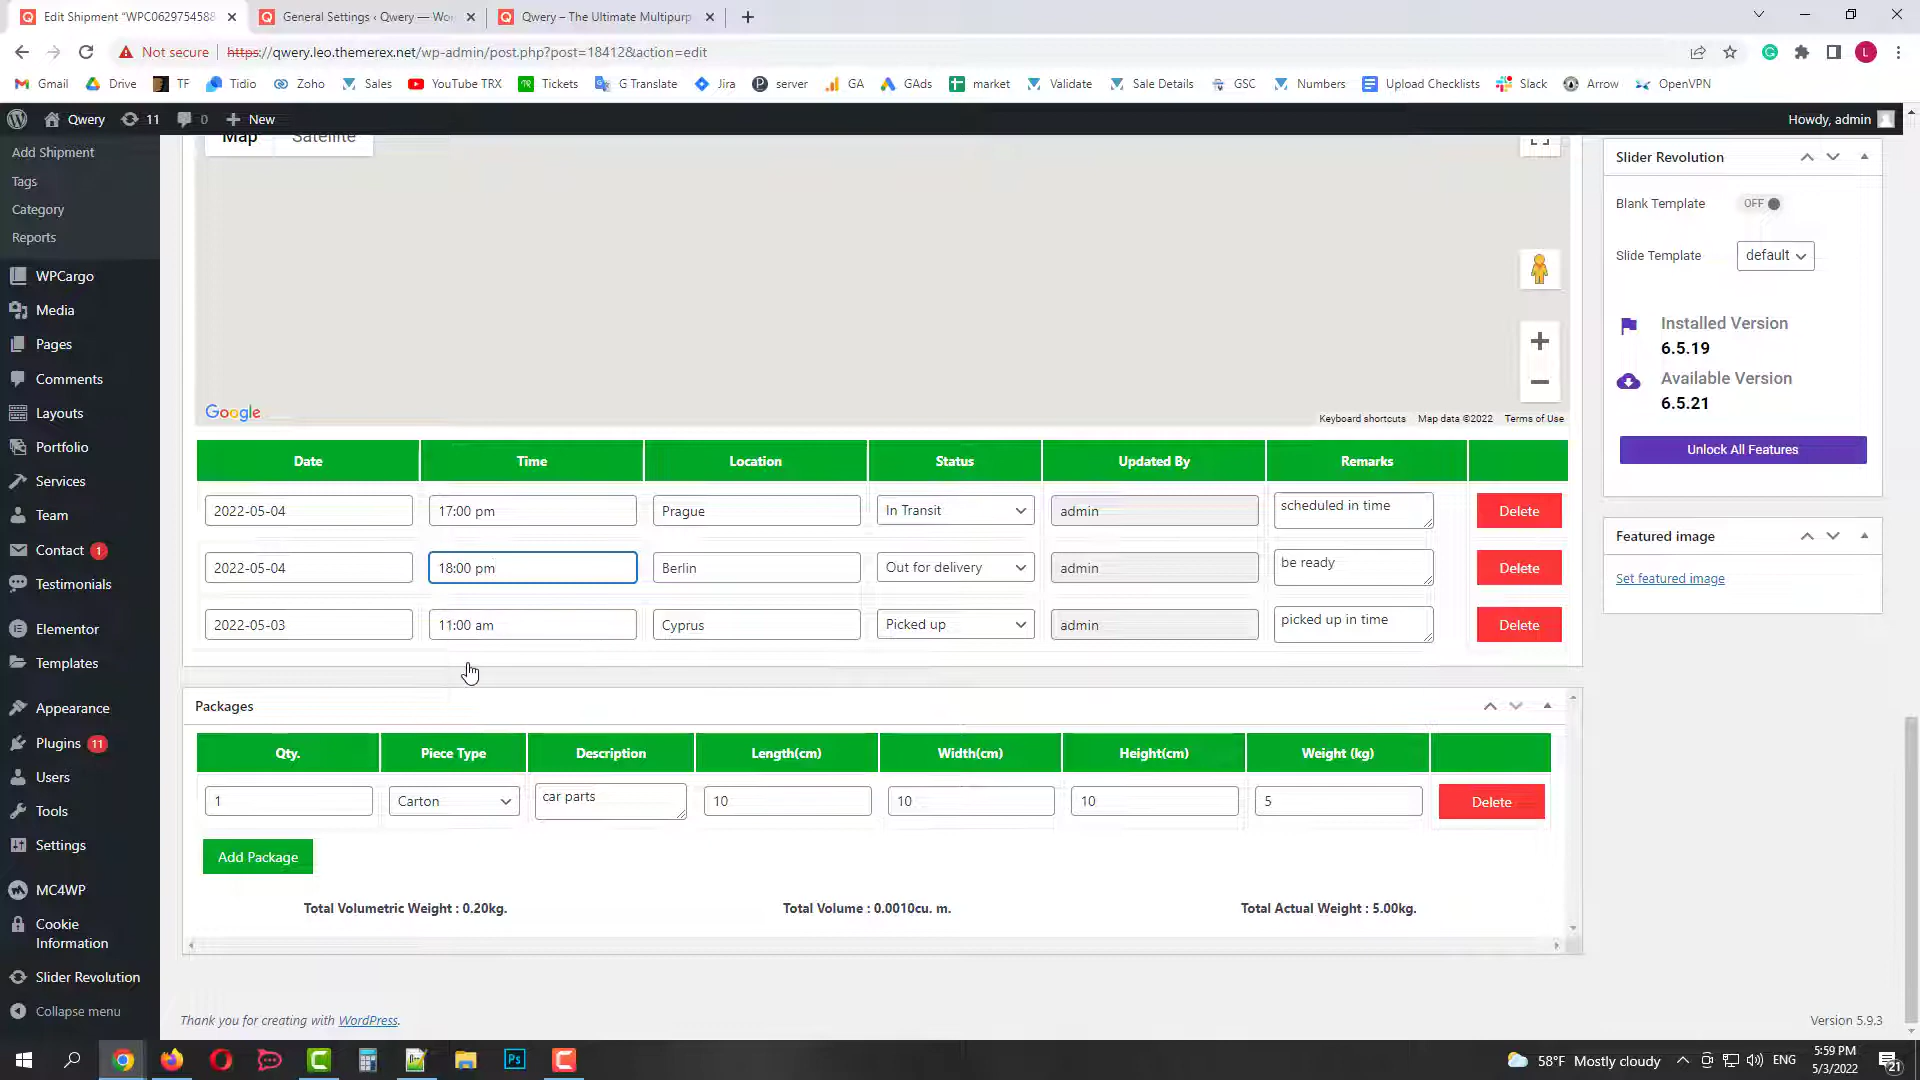 Edit Shipment "WPC0629754588
General Settings ‹ Qwery — Wo
Qwery – The Ultimate Multipurp
Not secure
https://qwery.leo.themerex.net/wp-admin/post.php?post=18412&action=edit
Gmail
Drive
TF
Tidio
Zoho
Sales
YouTube TRX
Tickets
G Translate
Jira
server
GA
GAds
market
Validate
Sale Details
GSC
Numbers
Upload Checklists
Slack
Arrow
OpenVPN
Qwery
11
0
New
Howdy, admin
Add Shipment
Tags
Category
Reports
WPCargo
Media
Pages
Comments
Layouts
Portfolio
Services
Team
Contact 1
Testimonials
Elementor
Templates
Appearance
Plugins 11
Users
Tools
Settings
MC4WP
Cookie
Information
Slider Revolution
Collapse menu
Map
Satellite
Google
Keyboard shortcuts
Map data ©2022
Terms of Use
Date
Time
Location
Status
Updated By
Remarks
2022-05-04
17:00 pm
Prague
In Transit
admin
scheduled in time
Delete
2022-05-04
18:00 pm
Berlin
Out for delivery
admin
be ready
Delete
2022-05-03
11:00 am
Cyprus
Picked up
admin
picked up in time
Delete
Packages
Qty.
Piece Type
Description
Length(cm)
Width(cm)
Height(cm)
Weight (kg)
1
Carton
car parts
10
10
10
5
Delete
Add Package
Total Volumetric Weight : 0.20kg.
Total Volume : 0.0010cu. m.
Total Actual Weight : 5.00kg.
Thank you for creating with WordPress.
Version 5.9.3
Slider Revolution
Blank Template
OFF
Slide Template
default
Installed Version
6.5.19
Available Version
6.5.21
Unlock All Features
Featured image
Set featured image
Ps
58°F Mostly cloudy
ENG
5:59 PM
5/3/2022
21